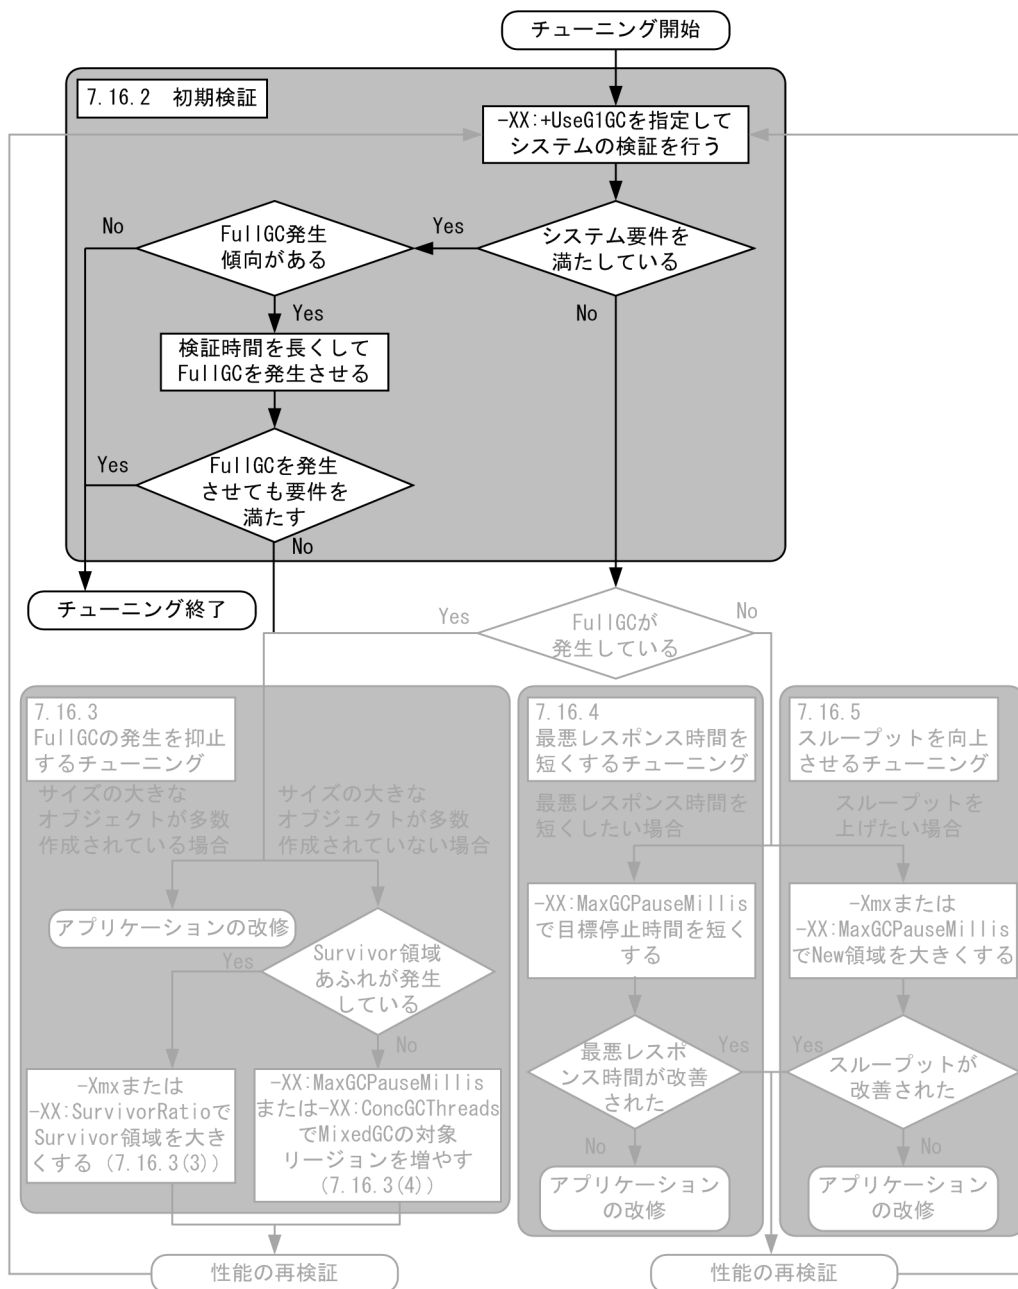 チューニング開始
7.16.2 初期検証
-XX:+UseG1GCを指定して
システムの検証を行う
No
FullGC発生
傾向がある
Yes
システム要件を
満たしている
Yes
No
検証時間を長くして
FullGCを発生させる
Yes
FullGCを発生
させても要件を
満たす
No
チューニング終了
Yes
FullGCが
発生している
No
7.16.3
FullGCの発生を抑止
するチューニング
サイズの大きな
オブジェクトが多数
作成されている場合
サイズの大きな
オブジェクトが多数
作成されていない場合
アプリケーションの改修
Yes
Survivor領域
あふれが発生
している
No
-Xmxまたは
-XX:SurvivorRatioで
Survivor領域を大き
くする (7.16.3(3))
-XX:MaxGCPauseMillis
または-XX:ConcGCThreads
でMixedGCの対象
リージョンを増やす
(7.16.3(4))
性能の再検証
7.16.4
最悪レスポンス時間を
短くするチューニング
最悪レスポンス時間を
短くしたい場合
-XX:MaxGCPauseMillis
で目標停止時間を短く
する
最悪レスポ
ンス時間が改善
された
Yes
No
アプリケーション
の改修
7.16.5
スループットを向上
させるチューニング
スループットを
上げたい場合
-Xmxまたは
-XX:MaxGCPauseMillis
でNew領域を大きくする
Yes
スループットが
改善された
No
アプリケーション
の改修
性能の再検証